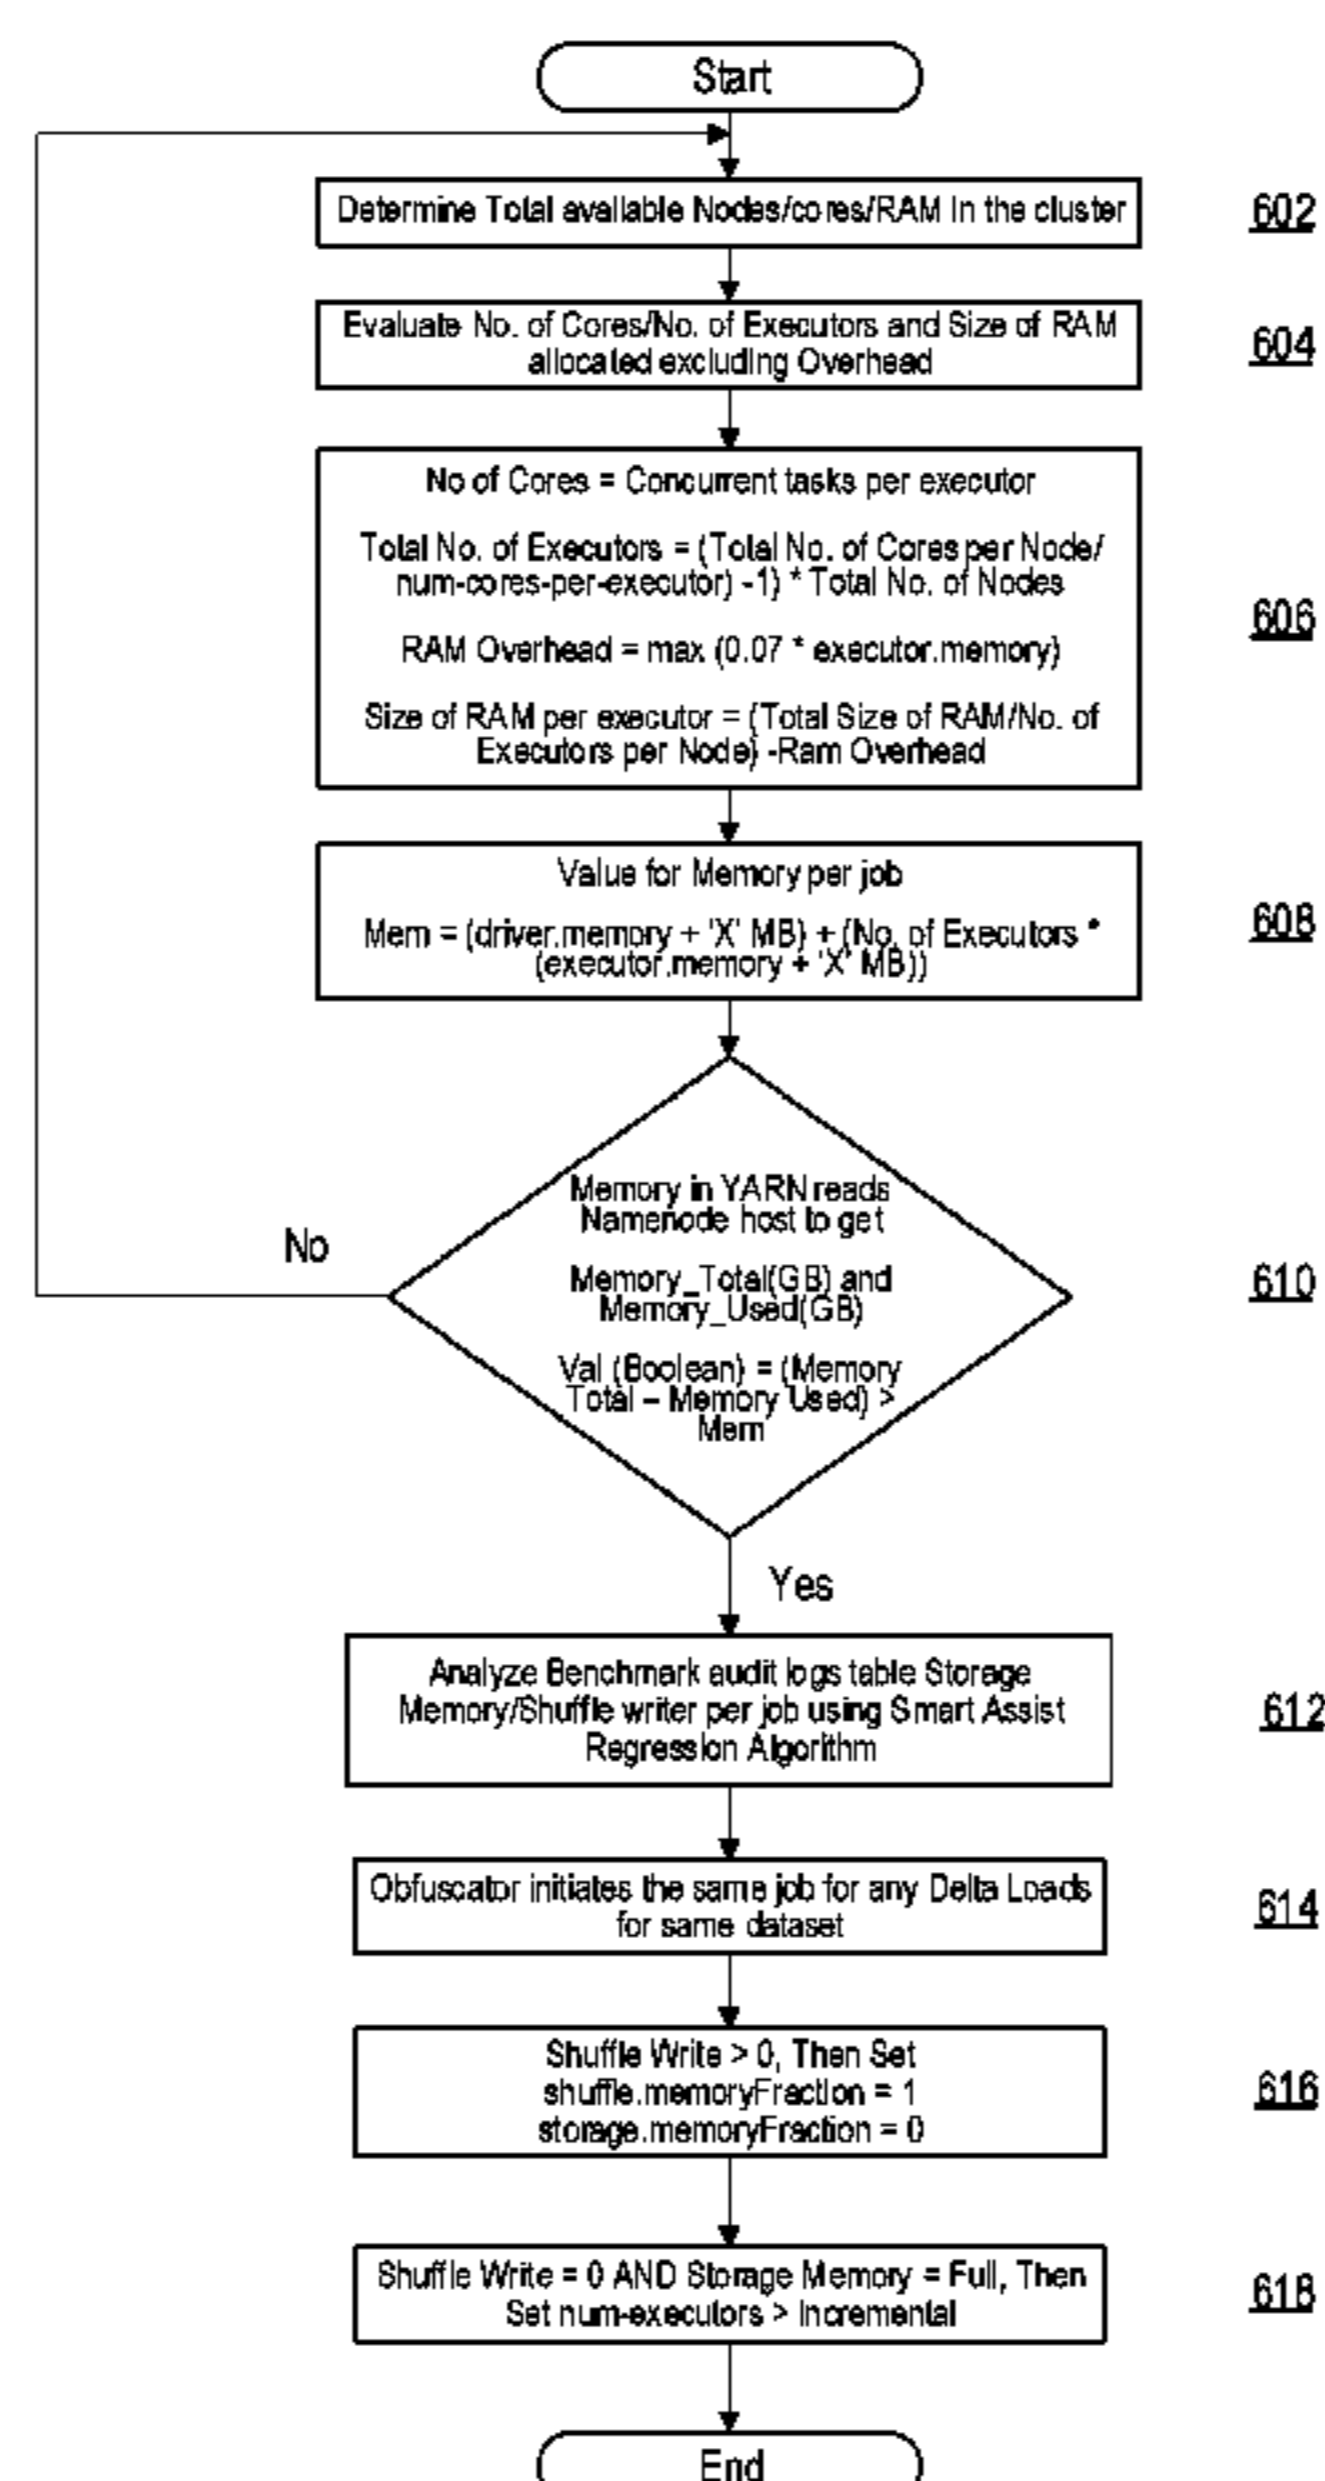 Start
Determine Total available Nodes/cores/RAM In the cluster
602
Evaluate No. of Cores/No. of Executors and Size of RAM
allocated excluding Overhead
604
No of Cores = Concurrent tasks per executor
Total No. of Executors = (Total No. of Cores per Node/
num-cores-per-executor) -1) * Total No. of Nodes
RAM Overhead = max (0.07 * executor.memory)
Size of RAM per executor = (Total Size of RAM/No. of
Executors per Node) -Ram Overhead
606
Value for Memory per job
Mem = (driver.memory + 'X' MB) + (No. of Executors *
(executor.memory + 'X' MB))
608
Memory in YARN reads
Namenode host to get
Memory_Total(GB) and
Memory_Used(GB)
Val (Boolean) = (Memory
Total – Memory Used) >
Mem
No
610
Yes
Analyze Benchmark audit logs table Storage
Memory/Shuffle writer per job using Smart Assist
Regression Algorithm
612
Obfuscator initiates the same job for any Delta Loads
for same dataset
614
Shuffle Write > 0, Then Set
shuffle.memoryFraction = 1
storage.memoryFraction = 0
616
Shuffle Write = 0 AND Storage Memory = Full, Then
Set num-executors > Incremental
618
End